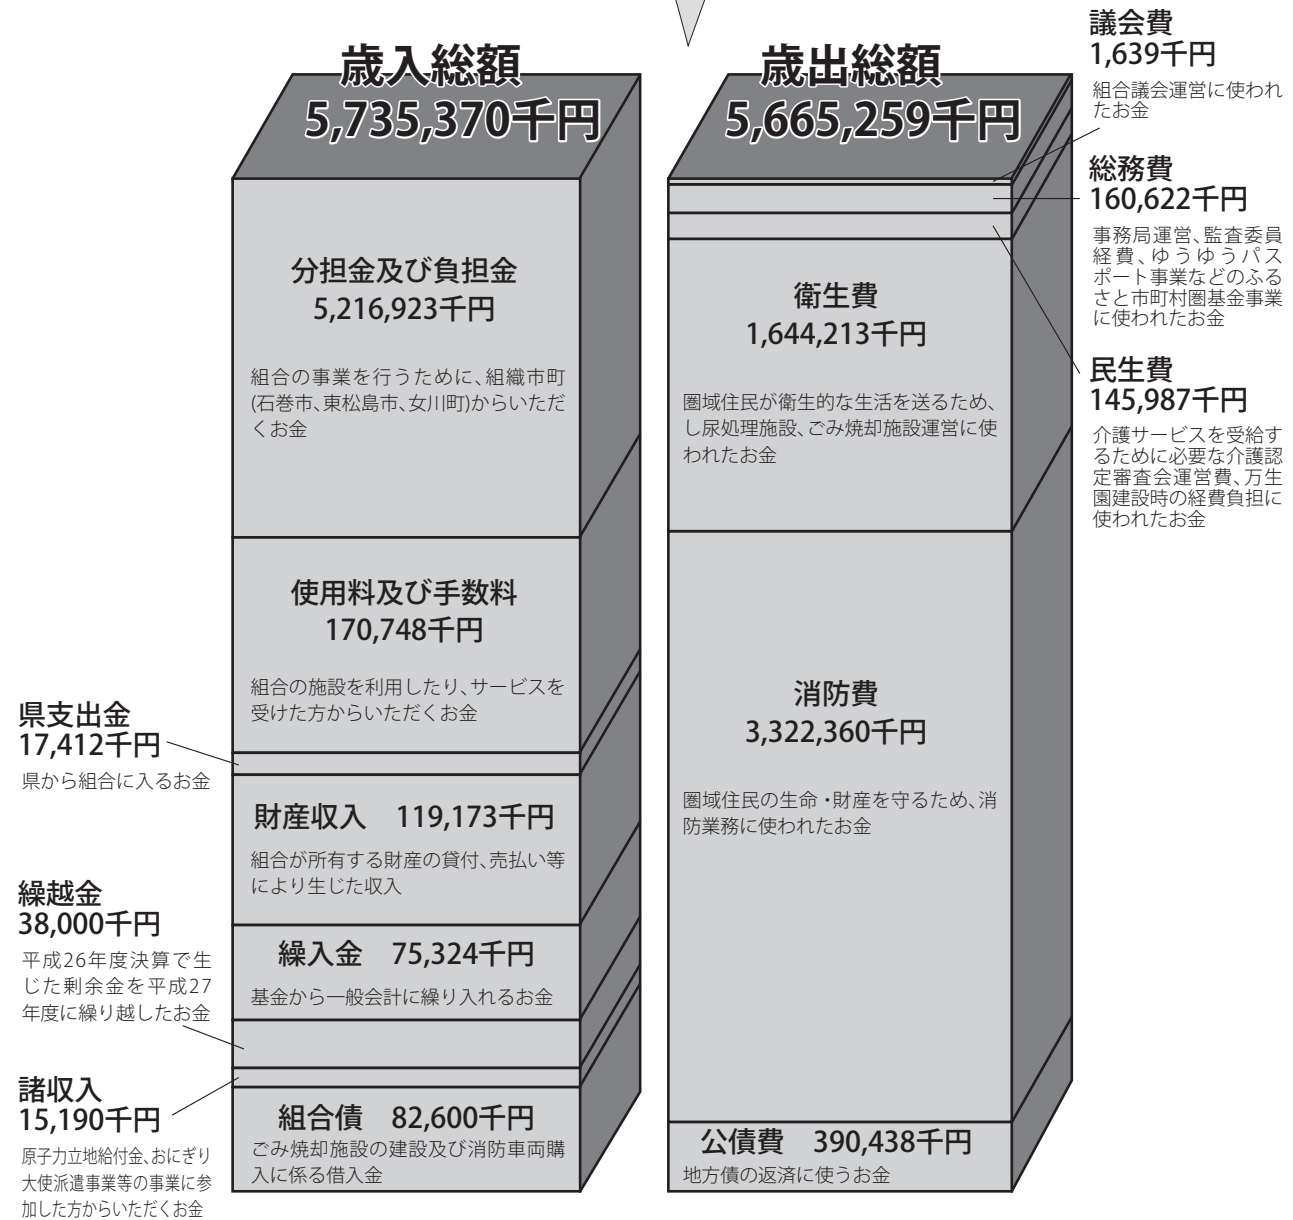 歳入総額
5,735,370千円
分担金及び負担金
5,216,923千円
組合の事業を行うために、組織市町
(石巻市、東松島市、女川町)からいただ
くお金
使用料及び手数料
170,748千円
組合の施設を利用したり、サービスを
受けた方からいただくお金
県支出金
17,412千円
県から組合に入るお金
財産収入 119,173千円
組合が所有する財産の貸付、売払い等
により生じた収入
繰越金
38,000千円
平成26年度決算で生
じた剰余金を平成27
年度に繰り越したお金
繰入金 75,324千円
基金から一般会計に繰り入れるお金
諸収入
15,190千円
原子力立地給付金、おにぎり
大使派遣事業等の事業に参
加した方からいただくお金
組合債 82,600千円
ごみ焼却施設の建設及び消防車両購
入に係る借入金
歳出総額
5,665,259千円
議会費
1,639千円
組合議会運営に使われ
たお金
総務費
160,622千円
事務局運営、監査委員
経費、ゆうゆうパス
ポート事業などのふる
さと市町村圏基金事業
に使われたお金
民生費
145,987千円
介護サービスを受給す
るために必要な介護認
定審査会運営費、万生
園建設時の経費負担に
使われたお金
衛生費
1,644,213千円
圏域住民が衛生的な生活を送るため、
し尿処理施設、ごみ焼却施設運営に使
われたお金
消防費
3,322,360千円
圏域住民の生命・財産を守るため、消
防業務に使われたお金
公債費 390,438千円
地方債の返済に使うお金